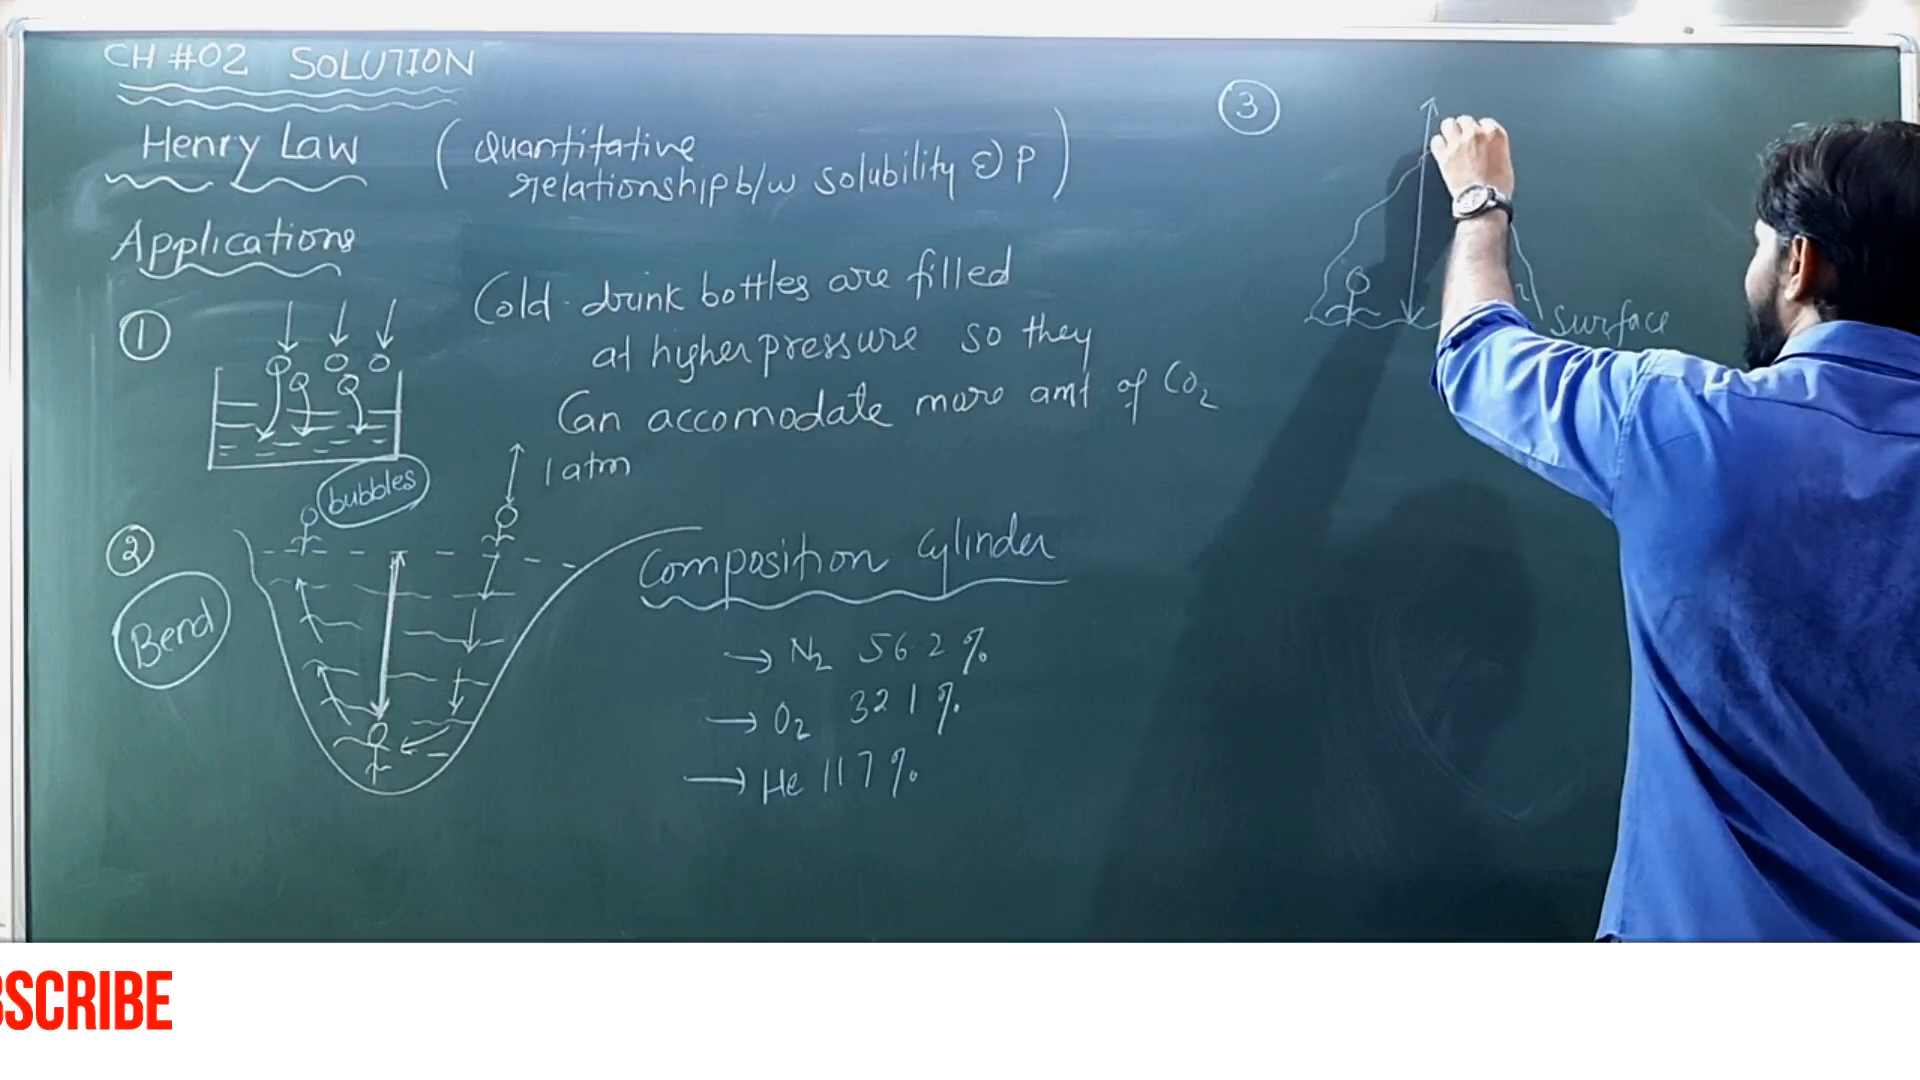 CH #02 SOLUTION
Henry Law
(quantitative
relationship b/w solubility & P)
Applications
①
Cold-drink bottles are filled
at higher pressure so they
Can accomodate more amt. of CO₂
bubbles
1 atm
②
Bend
Composition Cylinder
→ N₂ 56.2 %
→ O₂ 32.1 %
→ He 11.7 %
③
Surface
BSCRIBE